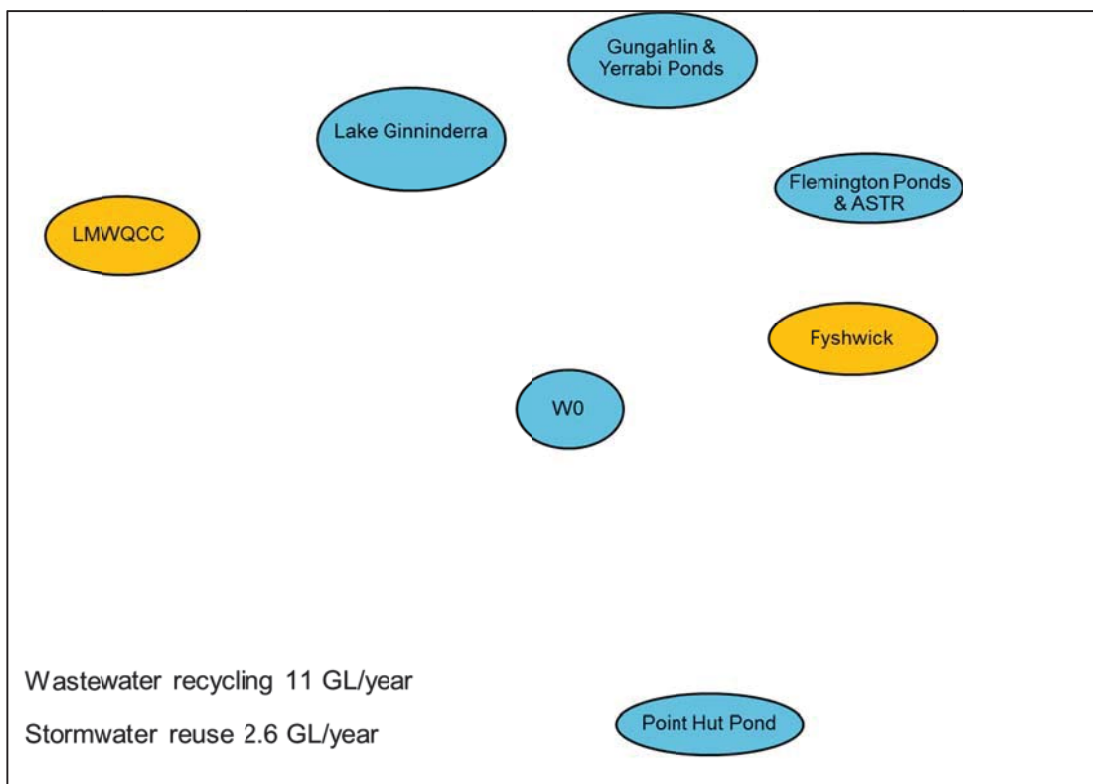 Gungahlin &
Yerrabi Ponds
Lake Ginninderra
Flemington Ponds
& ASTR
LMWQCC
Fyshwick
W0
Wastewater recycling 11 GL/year
Stormwater reuse 2.6 GL/year
Point Hut Pond